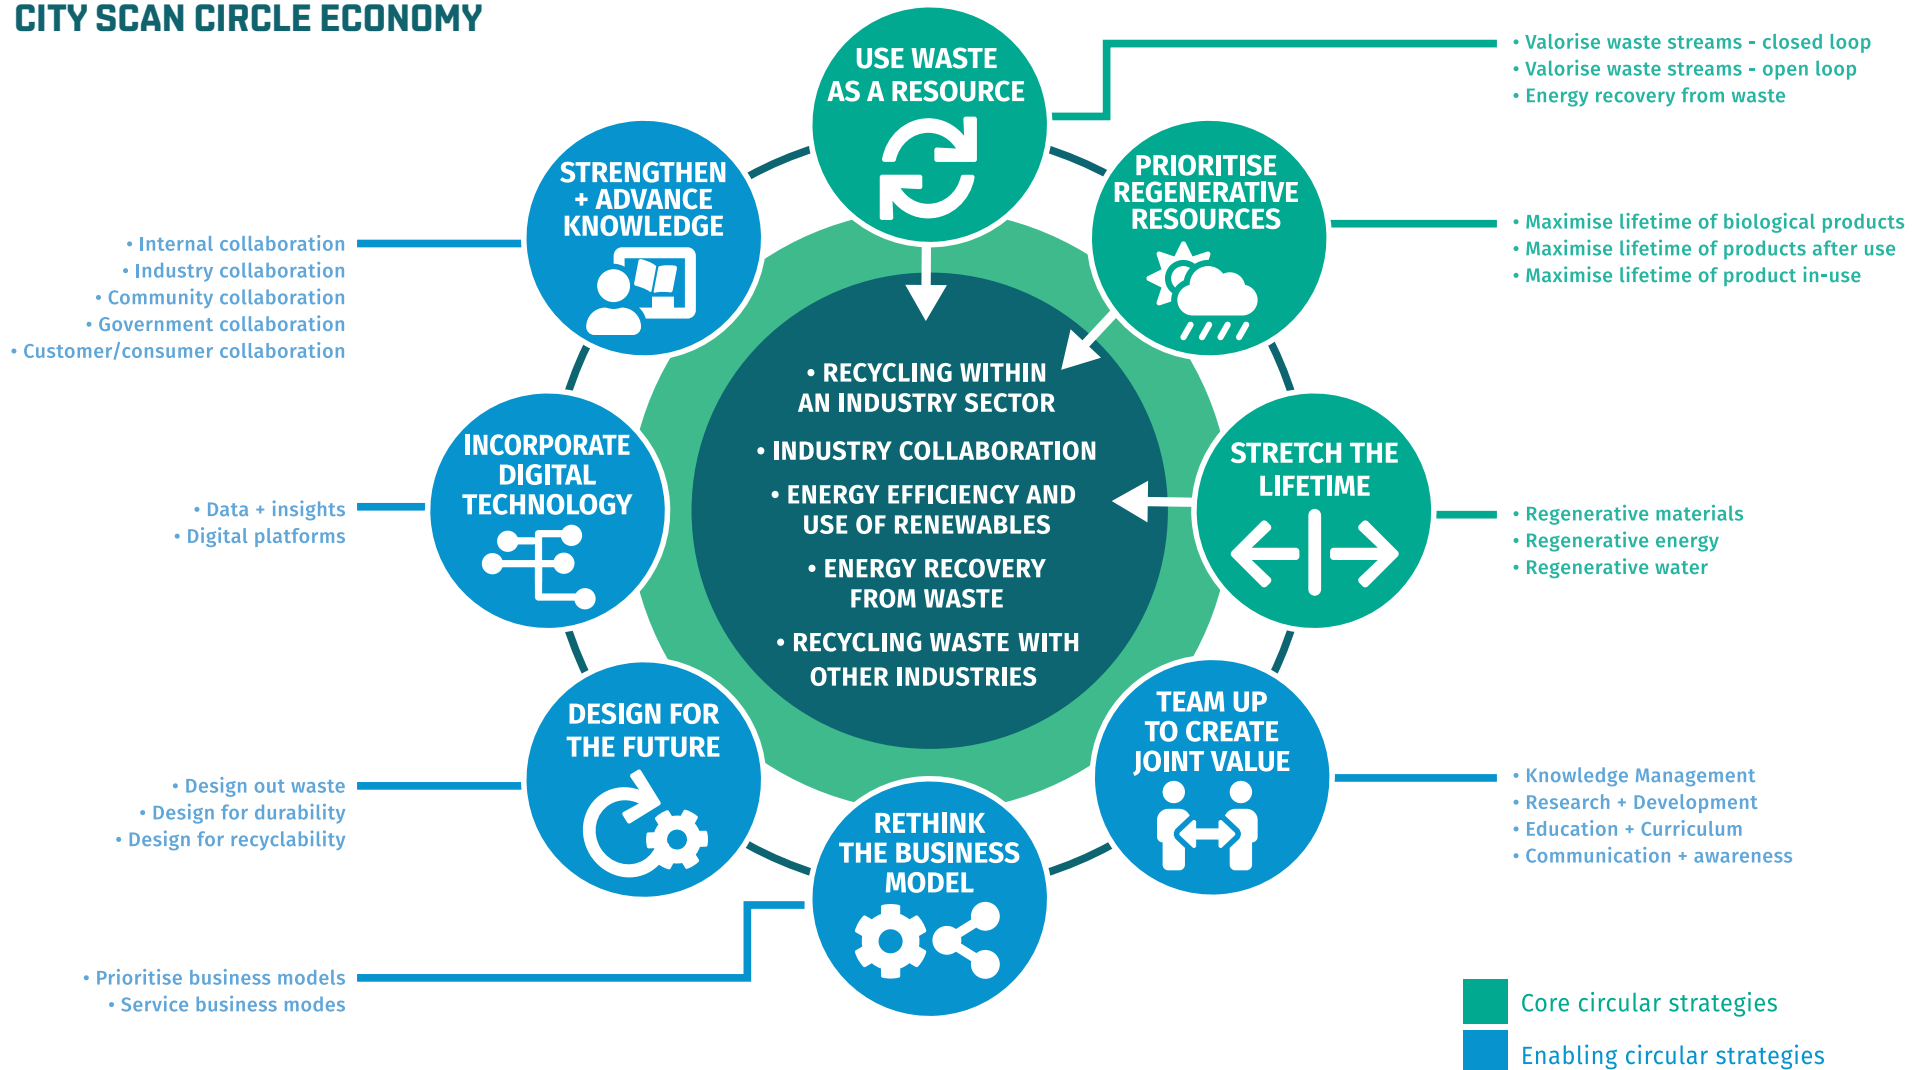 CITY SCAN CIRCLE ECONOMY
USE WASTE
AS A RESOURCE
• Valorise waste streams - closed loop
• Valorise waste streams - open loop
• Energy recovery from waste
PRIORITISE
REGENERATIVE
RESOURCES
• Maximise lifetime of biological products
• Maximise lifetime of products after use
• Maximise lifetime of product in-use
STRETCH THE
LIFETIME
• Regenerative materials
• Regenerative energy
• Regenerative water
TEAM UP
TO CREATE
JOINT VALUE
• Knowledge Management
• Research + Development
• Education + Curriculum
• Communication + awareness
RETHINK
THE BUSINESS
MODEL
• Prioritise business models
• Service business modes
DESIGN FOR
THE FUTURE
• Design out waste
• Design for durability
• Design for recyclability
INCORPORATE
DIGITAL
TECHNOLOGY
• Data + insights
• Digital platforms
STRENGTHEN
+ ADVANCE
KNOWLEDGE
• Internal collaboration
• Industry collaboration
• Community collaboration
• Government collaboration
• Customer/consumer collaboration
• RECYCLING WITHIN
AN INDUSTRY SECTOR
• INDUSTRY COLLABORATION
• ENERGY EFFICIENCY AND
USE OF RENEWABLES
• ENERGY RECOVERY
FROM WASTE
• RECYCLING WASTE WITH
OTHER INDUSTRIES
Core circular strategies
Enabling circular strategies